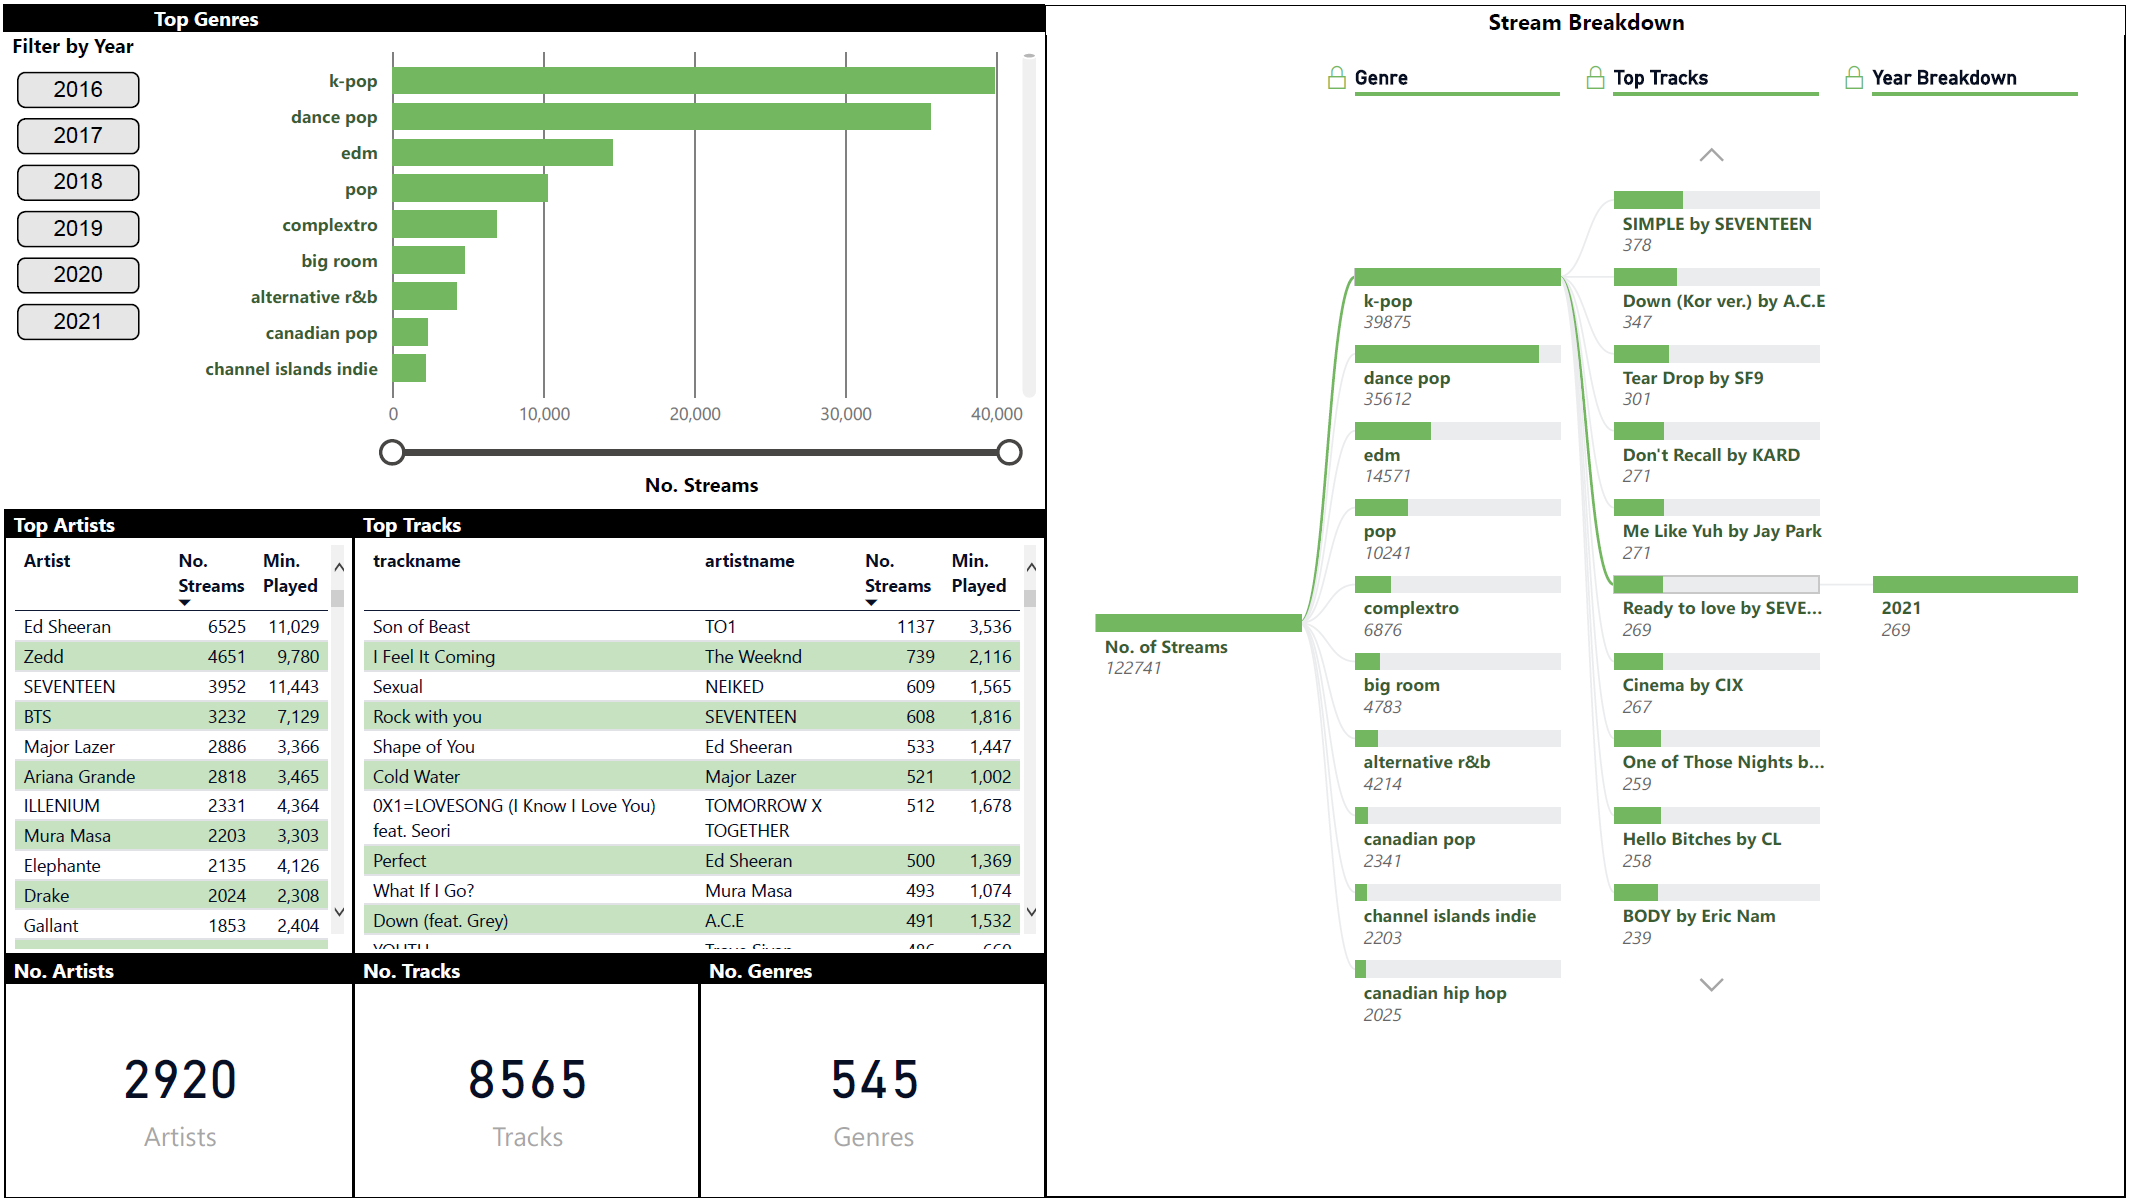 Top Genres
Filter by Year
2016
2017
2018
2019
2020
2021
k-pop
dance pop
edm
pop
complextro
big room
alternative r&b
canadian pop
channel islands indie
0 10,000 20,000 30,000 40,000
No. Streams
Top Artists
Artist No. Streams Min. Played
Ed Sheeran 6525 11,029
Zedd 4651 9,780
SEVENTEEN 3952 11,443
BTS 3232 7,129
Major Lazer 2886 3,366
Ariana Grande 2818 3,465
ILLENIUM 2331 4,364
Mura Masa 2203 3,303
Elephante 2135 4,126
Drake 2024 2,308
Gallant 1853 2,404
Top Tracks
trackname artistname No. Streams Min. Played
Son of Beast TO1 1137 3,536
I Feel It Coming The Weeknd 739 2,116
Sexual NEIKED 609 1,565
Rock with you SEVENTEEN 608 1,816
Shape of You Ed Sheeran 533 1,447
Cold Water Major Lazer 521 1,002
0X1=LOVESONG (I Know I Love You) TOMORROW X 512 1,678
feat. Seori TOGETHER
Perfect Ed Sheeran 500 1,369
What If I Go? Mura Masa 493 1,074
Down (feat. Grey) A.C.E 491 1,532
No. Artists
2920
Artists
No. Tracks
8565
Tracks
No. Genres
545
Genres
Stream Breakdown
Genre
Top Tracks
Year Breakdown
No. of Streams
122741
k-pop
39875
dance pop
35612
edm
14571
pop
10241
complextro
6876
big room
4783
alternative r&b
4214
canadian pop
2341
channel islands indie
2203
canadian hip hop
2025
SIMPLE by SEVENTEEN
378
Down (Kor ver.) by A.C.E
347
Tear Drop by SF9
301
Don't Recall by KARD
271
Me Like Yuh by Jay Park
271
Ready to love by SEVE...
269
Cinema by CIX
267
One of Those Nights b...
259
Hello Bitches by CL
258
BODY by Eric Nam
239
2021
269